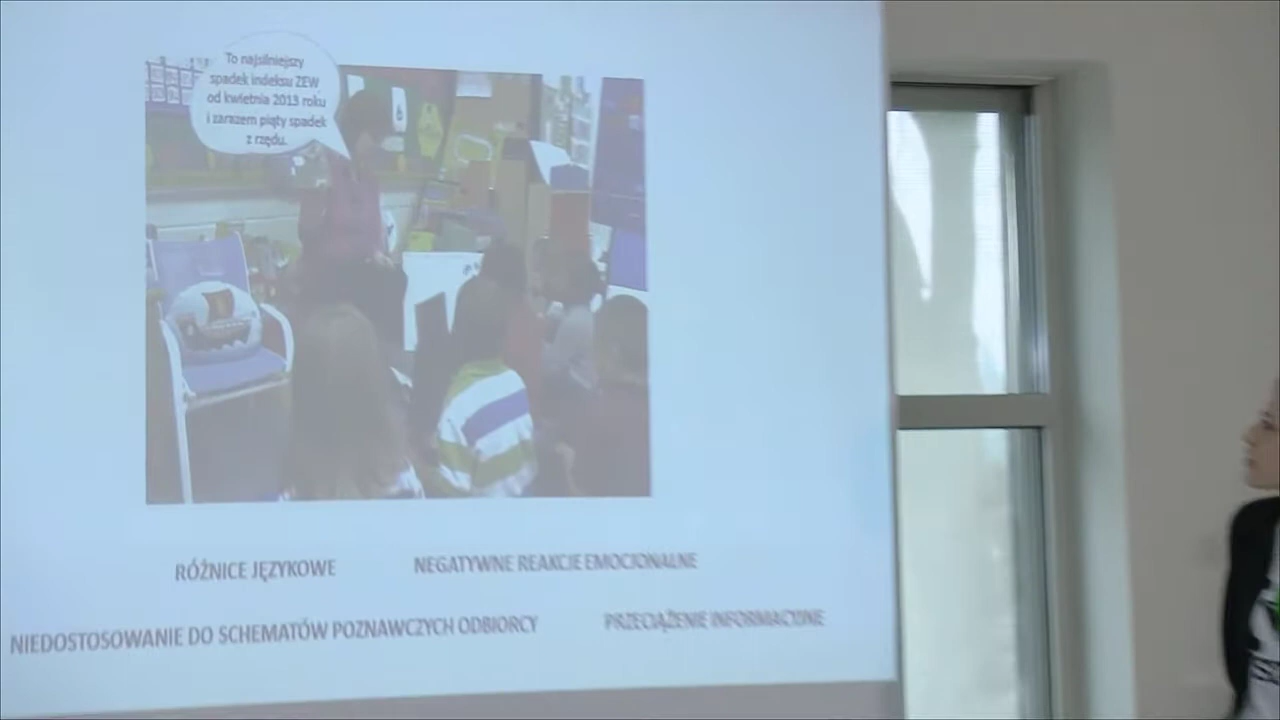 To najsilniejszy
spadek indeksu ZEW
od kwietnia 2013 roku
i zarazem piąty spadek
z rzędu.
RÓŻNICE JĘZYKOWE
NEGATYWNE REAKCJE EMOCJONALNE
NIEDOSTOSOWANIE DO SCHEMATÓW POZNAWCZYCH ODBIORCY
PRZECIĄŻENIE INFORMACYJNE